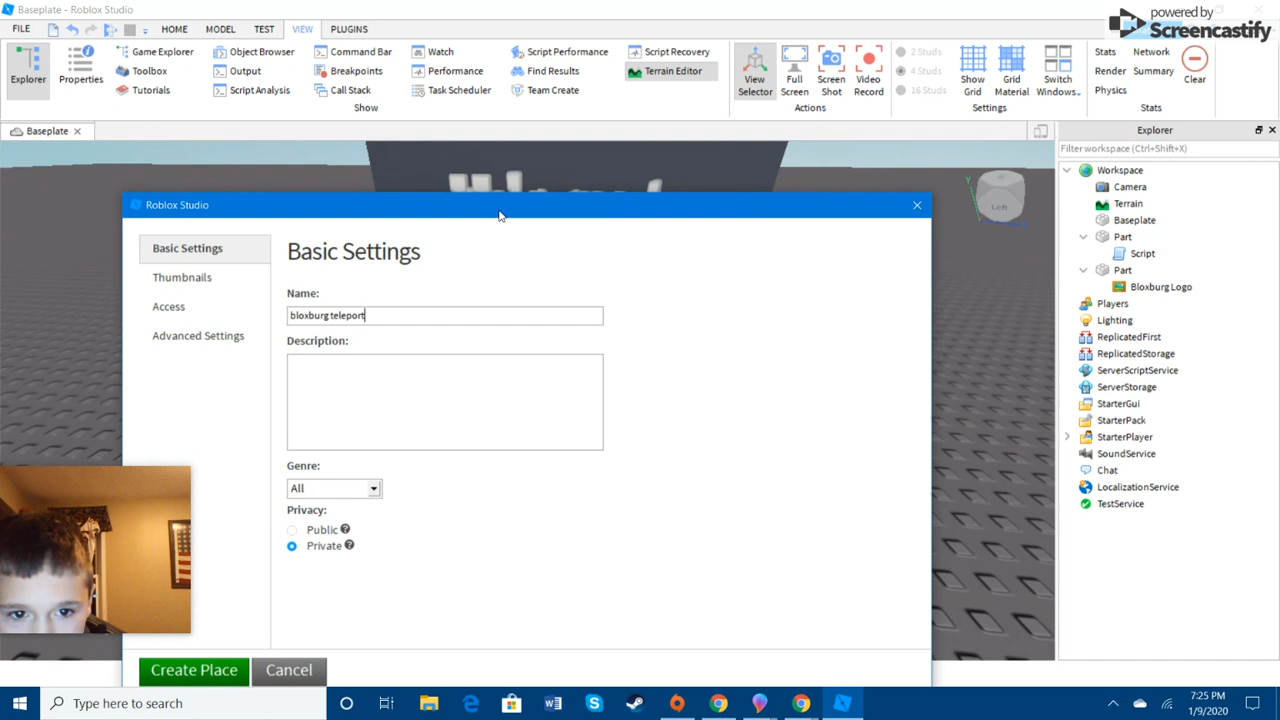 Baseplate - Roblox Studio
powered by
Screencastify
FILE HOME MODEL TEST VIEW PLUGINS
Explorer
Properties
Game Explorer
Toolbox
Tutorials
Object Browser
Output
Script Analysis
Command Bar
Breakpoints
Call Stack
Watch
Performance
Task Scheduler
Script Performance
Find Results
Team Create
Script Recovery
Terrain Editor
Show
View
Selector
Full
Screen
Screen
Shot
Video
Record
Actions
2 Studs
4 Studs
16 Studs
Show
Grid
Grid
Material
Switch
Windows
Settings
Stats Network
Render Summary
Physics
Clear
Stats
Baseplate
Explorer
Filter workspace (Ctrl+Shift+X)
Workspace
Camera
Terrain
Baseplate
Part
Script
Part
Bloxburg Logo
Players
Lighting
ReplicatedFirst
ReplicatedStorage
ServerScriptService
ServerStorage
StarterGui
StarterPack
StarterPlayer
SoundService
Chat
LocalizationService
TestService
Y
Left
Roblox Studio
Basic Settings
Thumbnails
Access
Advanced Settings
Basic Settings
Name:
bloxburg teleport
Description:
Genre:
All
Privacy:
Public
Private
Create Place
Cancel
Type here to search
7:25 PM
1/9/2020